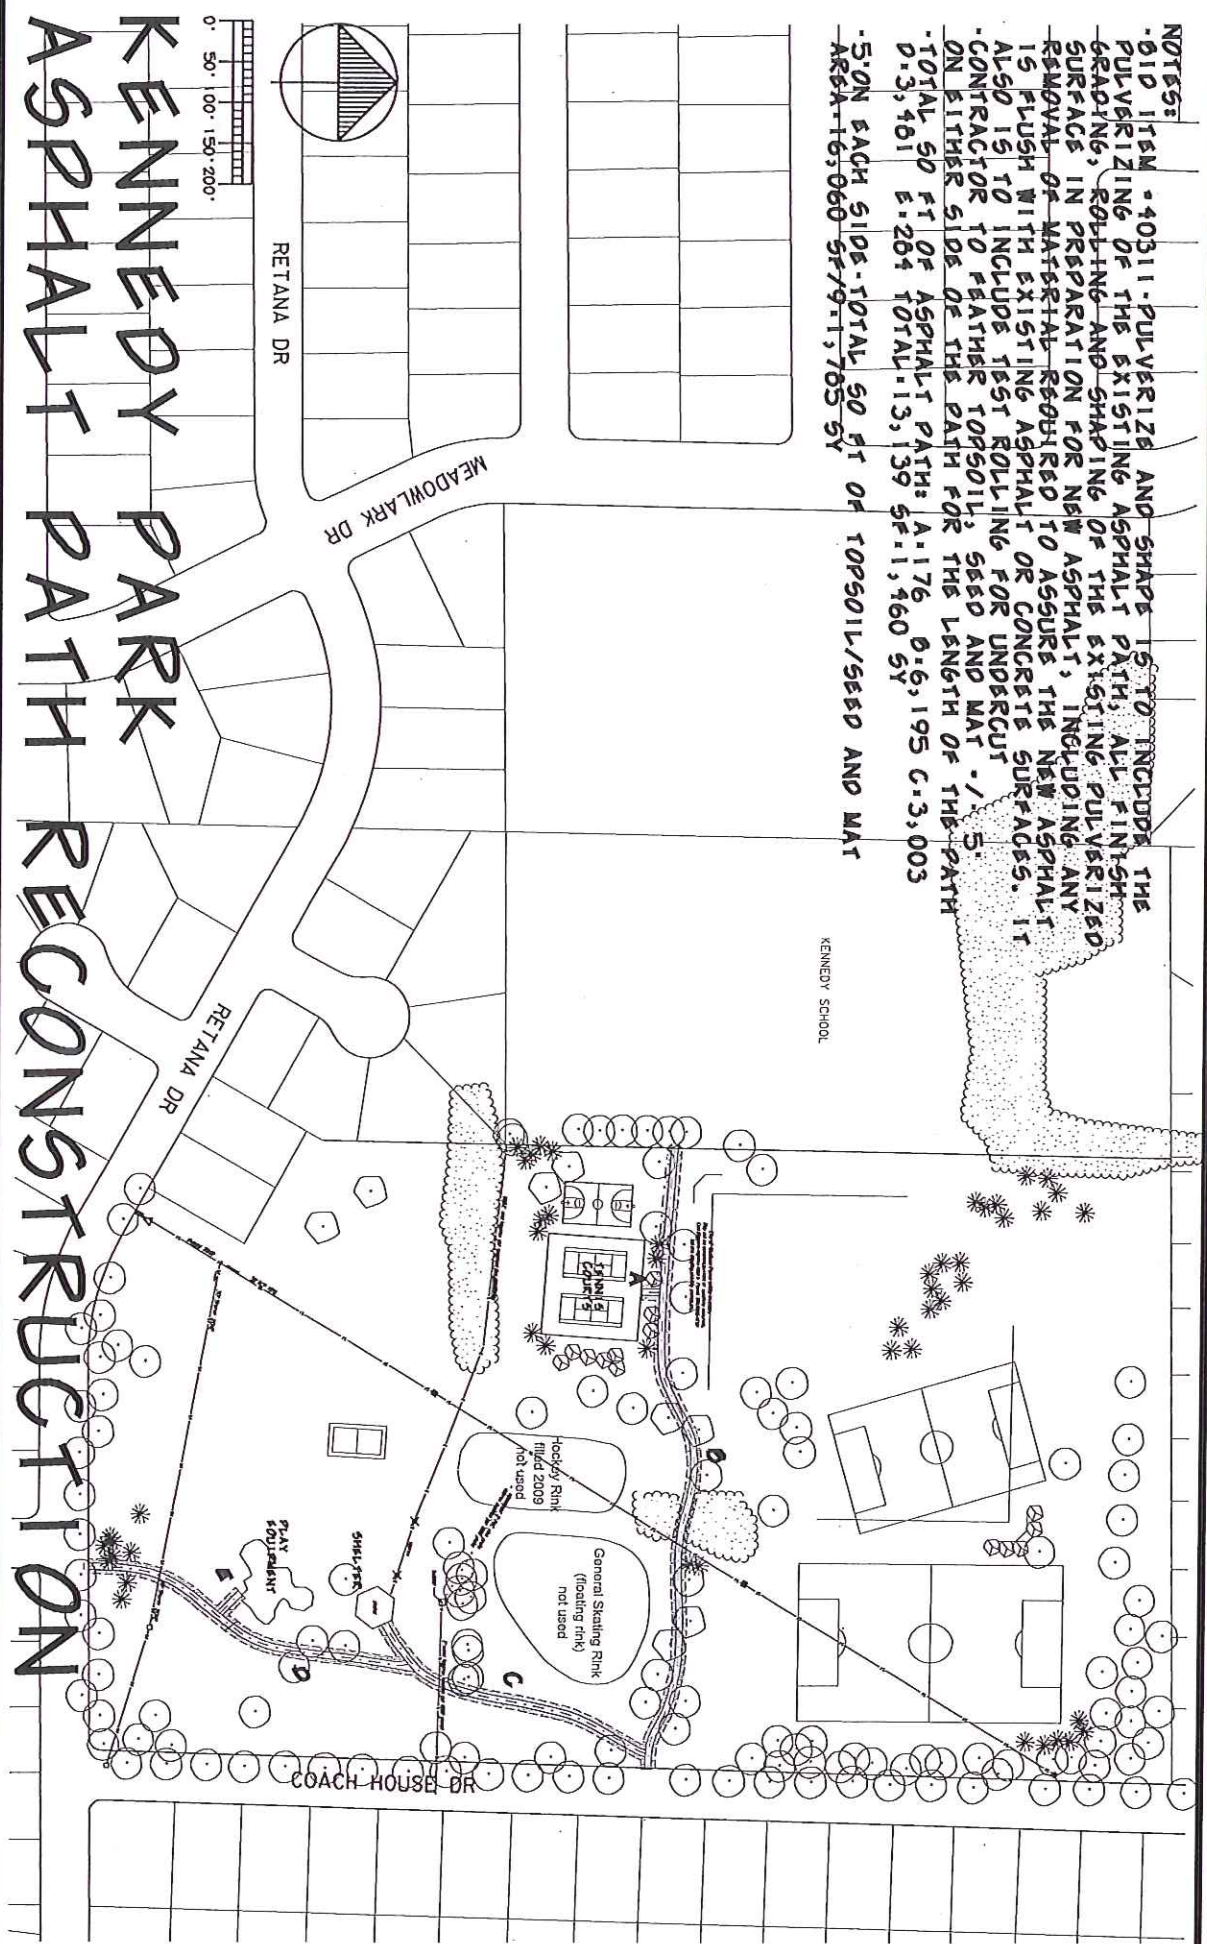 NOTES:
·BID ITEM -40311-PULVERIZE AND SHAPE IS TO INCLUDE THE
PULVERIZING OF THE EXISTING ASPHALT PATH, ALL FINISH
GRADING, ROLLING AND SHAPING OF THE EXISTING PULVERIZED
SURFACE IN PREPARATION FOR NEW ASPHALT, INCLUDING ANY
REMOVAL OF MATERIAL REQUIRED TO ASSURE THE NEW ASPHALT
IS FLUSH WITH EXISTING ASPHALT OR CONCRETE SURFACES. IT
ALSO IS TO INCLUDE TEST ROLLING FOR UNDERCUT
·CONTRACTOR TO FEATHER TOPSOIL, SEED AND MAT -/- 5'
ON EITHER SIDE OF THE PATH FOR THE LENGTH OF THE PATH
·TOTAL SQ FT OF ASPHALT PATH: A=176 B=6,195 C=3,003
D=3,481 E=284 TOTAL=13,139 SF=1,460 SY
·5'ON EACH SIDE-TOTAL SQ FT OF TOPSOIL/SEED AND MAT
AREA=16,060 SF/9=1,785 SY
KENNEDY SCHOOL
MEADOWLARK DR
RETANA DR
RETANA DR
TENNIS
COURTS
A
B
Hockey Rink
filled 2009
not used
General Skating Rink
(floating rink)
not used
C
SHELTER
PLAY
EQUIPMENT
E
D
COACH HOUSE DR
0' 50' 100' 150' 200'
KENNEDY PARK
ASPHALT PATH RECONSTRUCTION